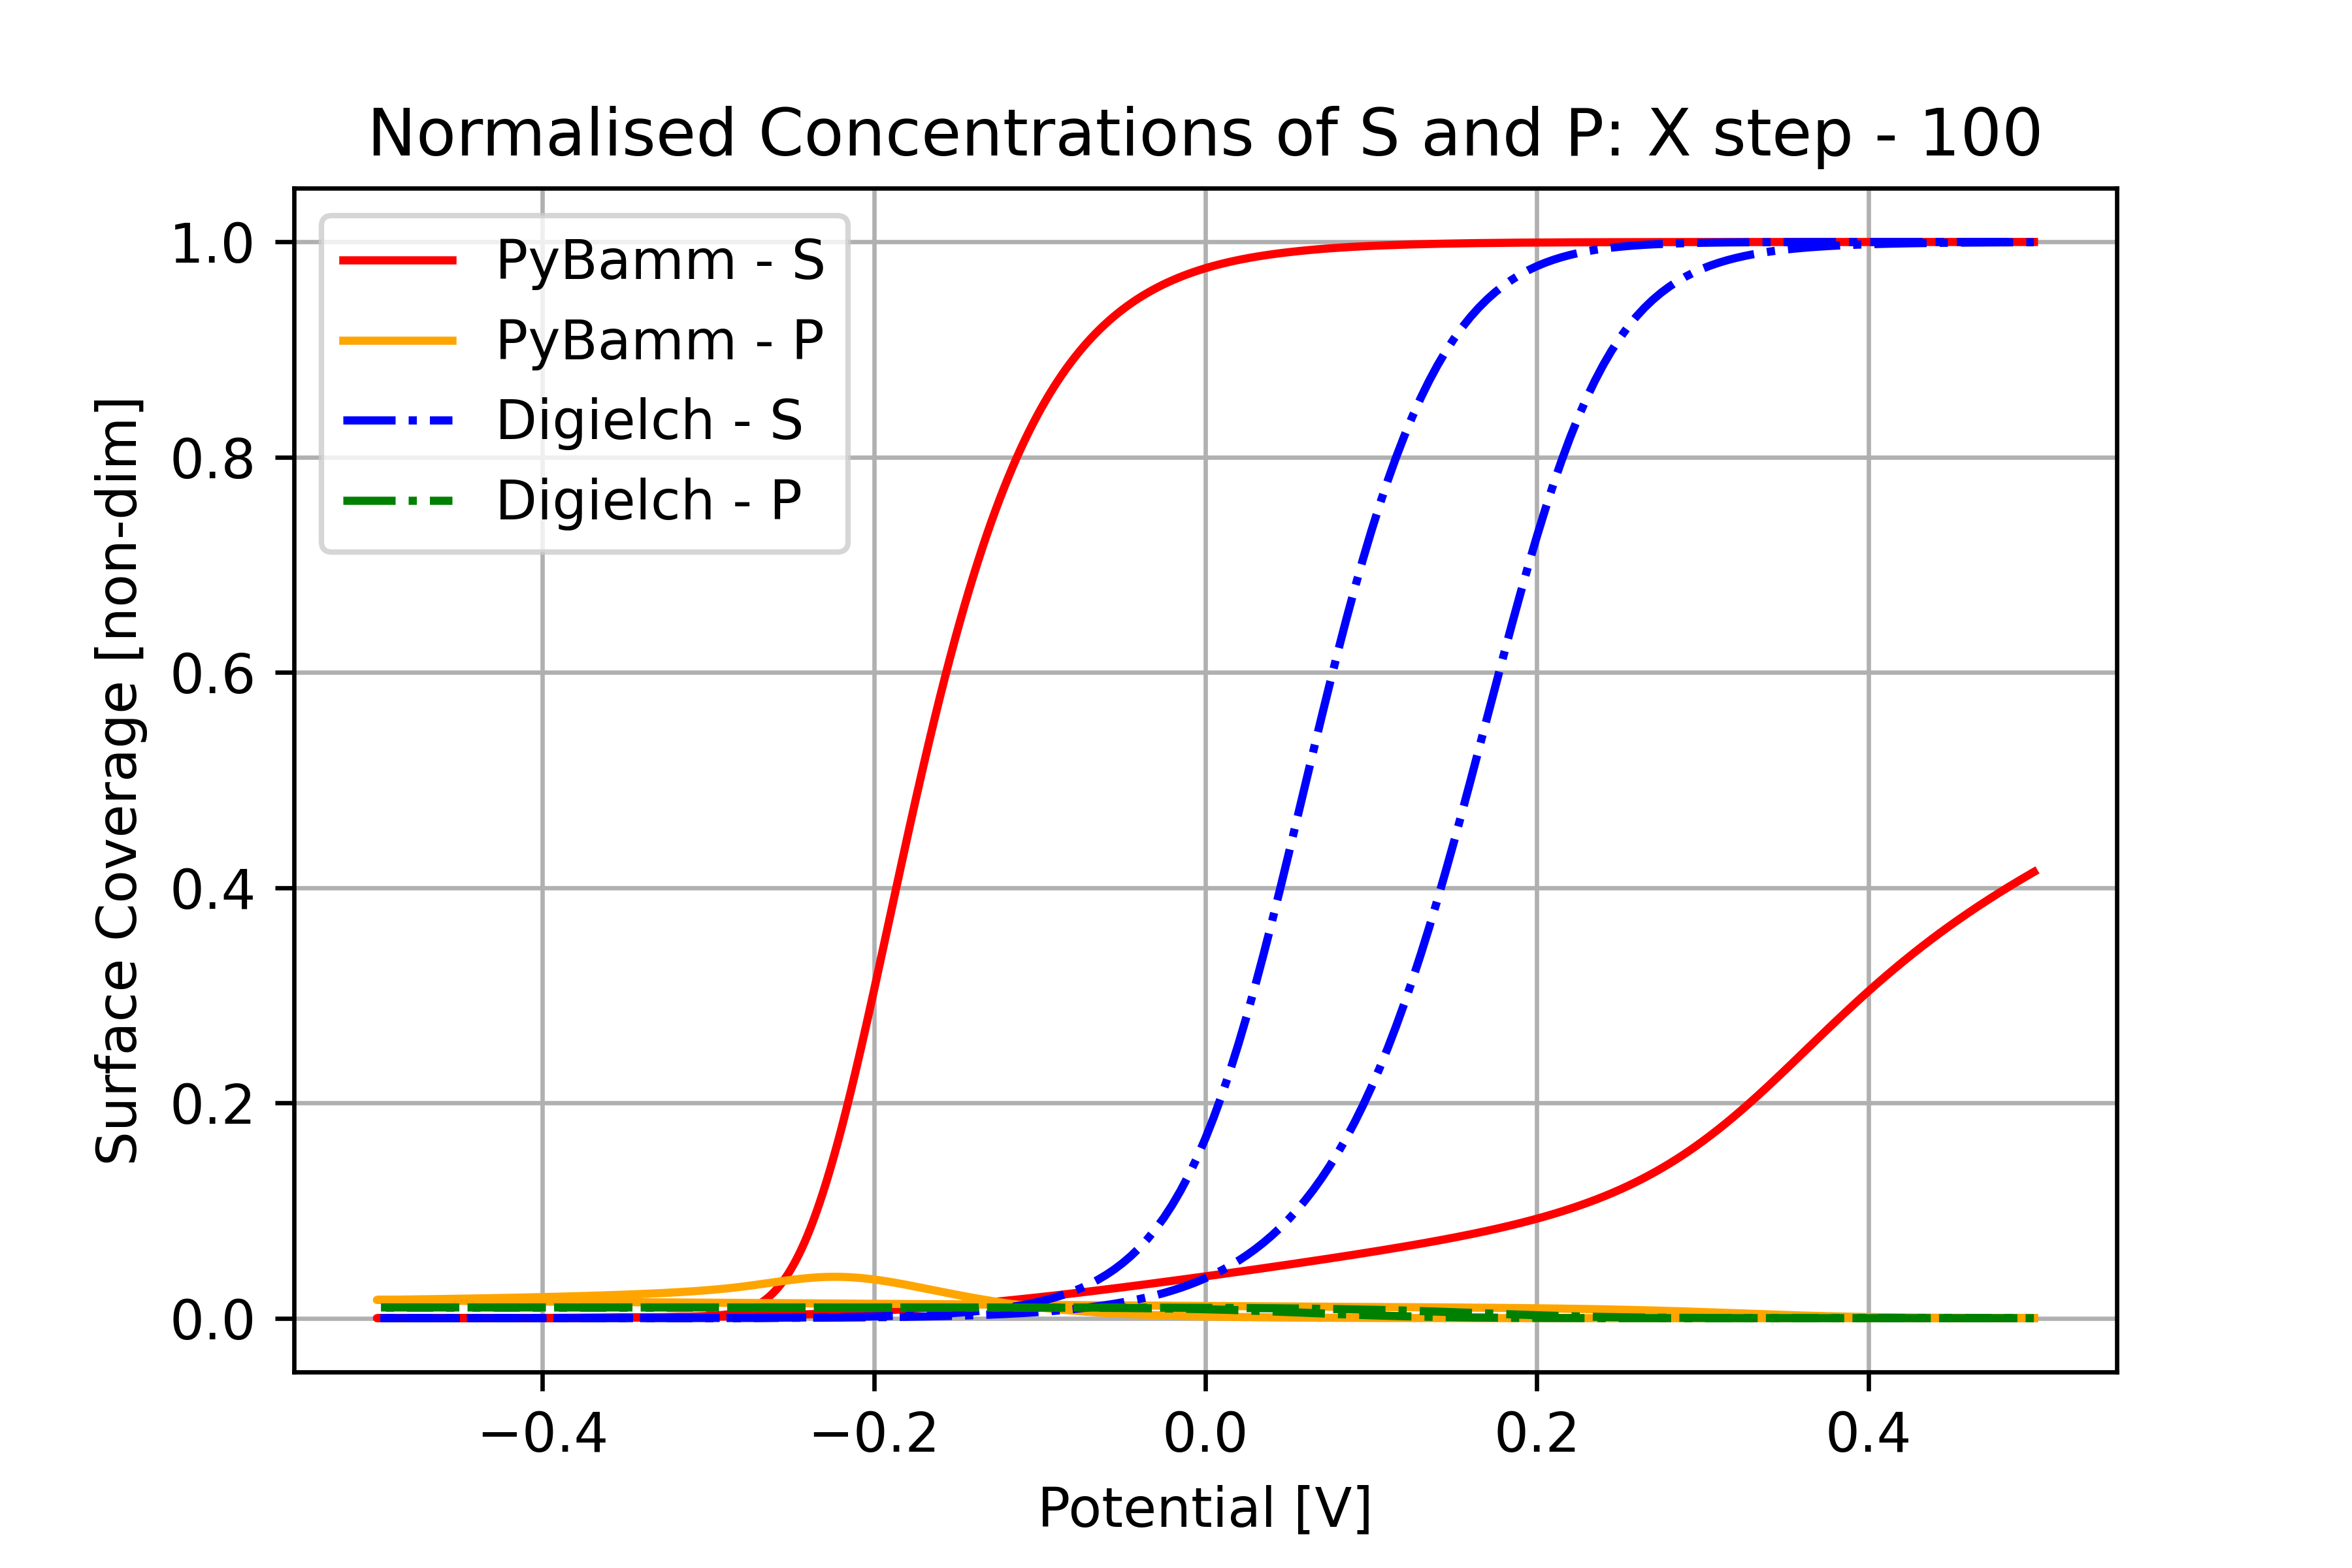 Normalised Concentrations of S and P: X step - 100
PyBamm - S
PyBamm - P
Digielch - S
Digielch - P
Surface Coverage [non-dim]
1.0
0.8
0.6
0.4
0.2
0.0
−0.4
−0.2
0.0
0.2
0.4
Potential [V]